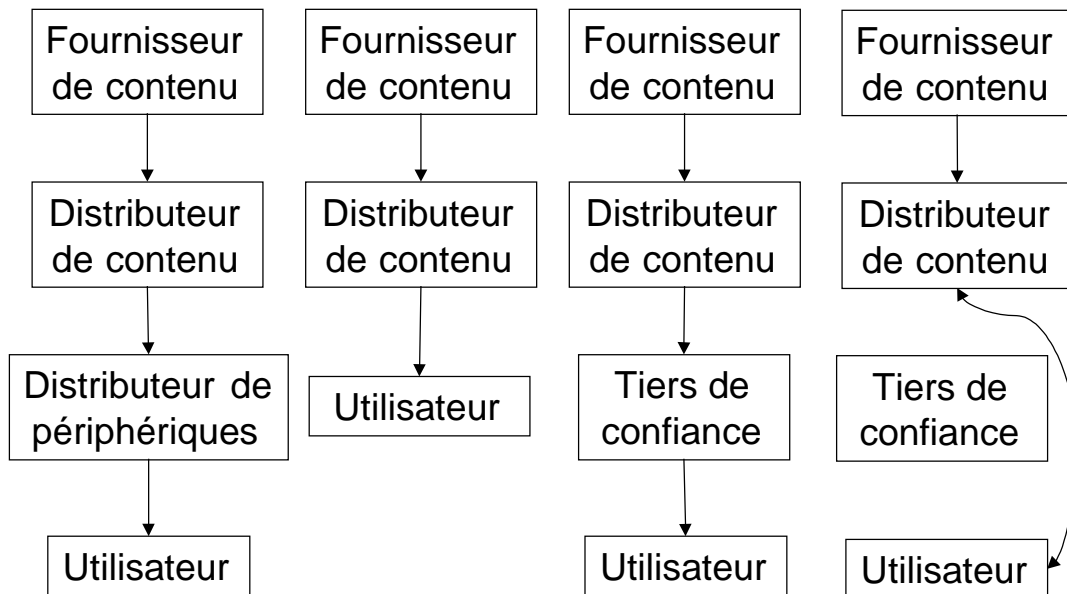 Fournisseur
de contenu
Distributeur
de contenu
Distributeur de
périphériques
Utilisateur
Fournisseur
de contenu
Distributeur
de contenu
Utilisateur
Fournisseur
de contenu
Distributeur
de contenu
Tiers de
confiance
Utilisateur
Fournisseur
de contenu
Distributeur
de contenu
Tiers de
confiance
Utilisateur